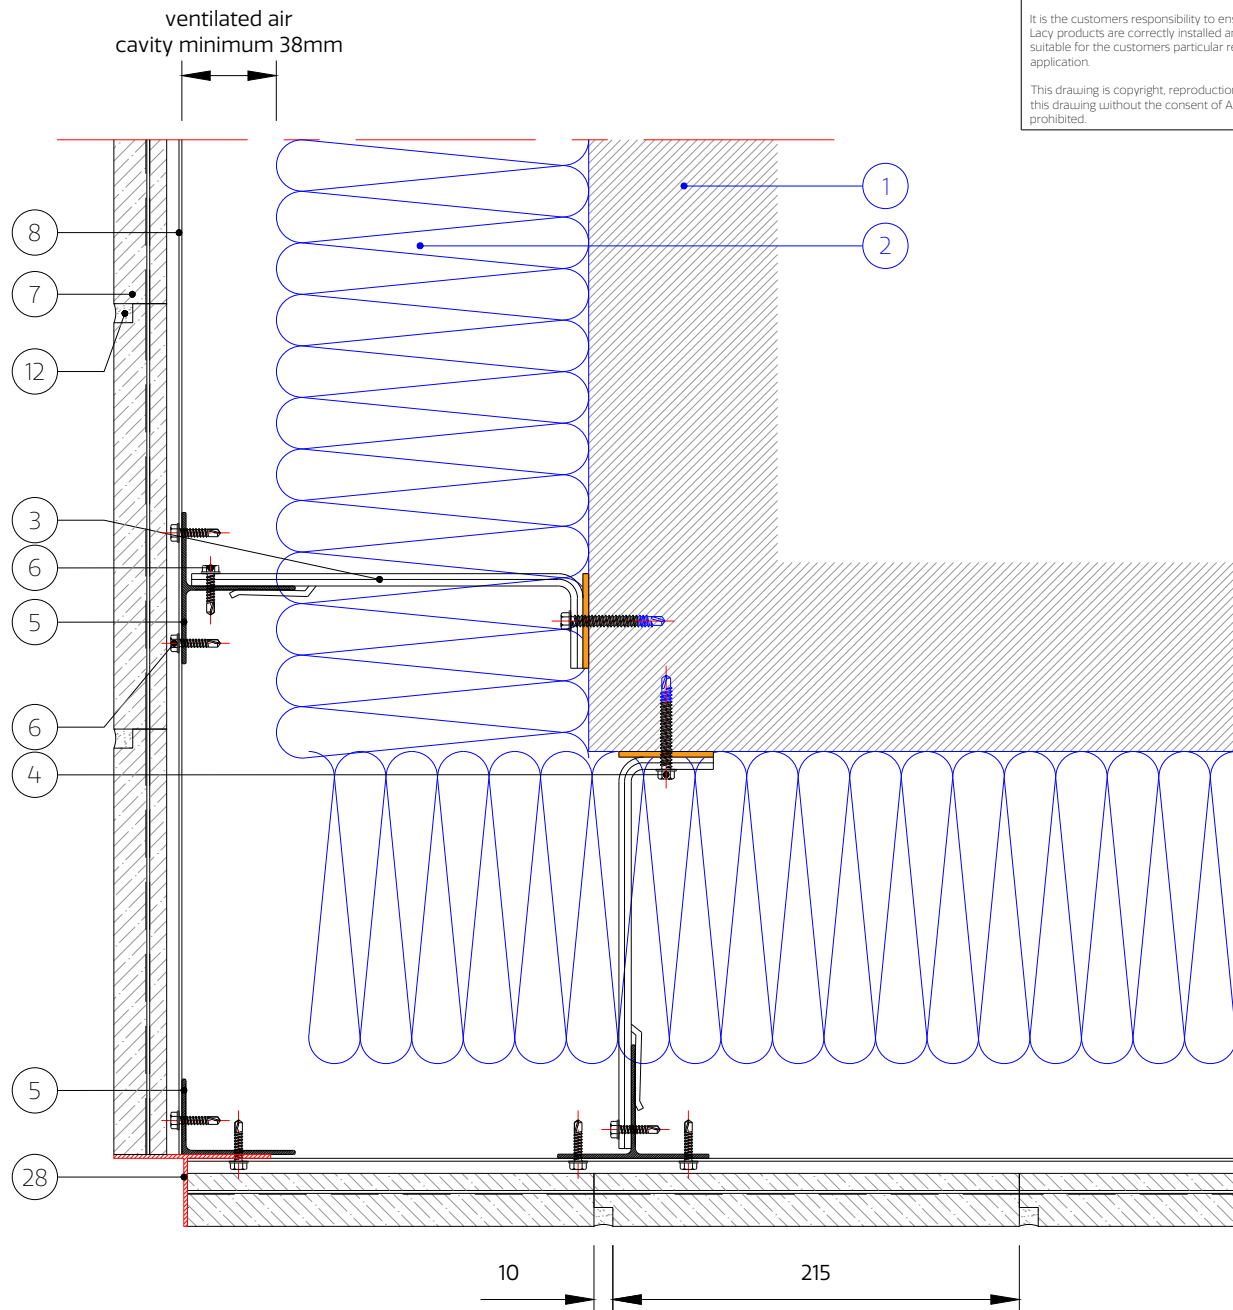 ventilated air
cavity minimum 38mm
It is the customers responsibility to
Lacy products are correctly installed
suitable for the customers particular
application.
This drawing is copyright, reproduction
this drawing without the consent of
prohibited.
1
2
8
7
12
3
6
5
6
4
5
28
10
215